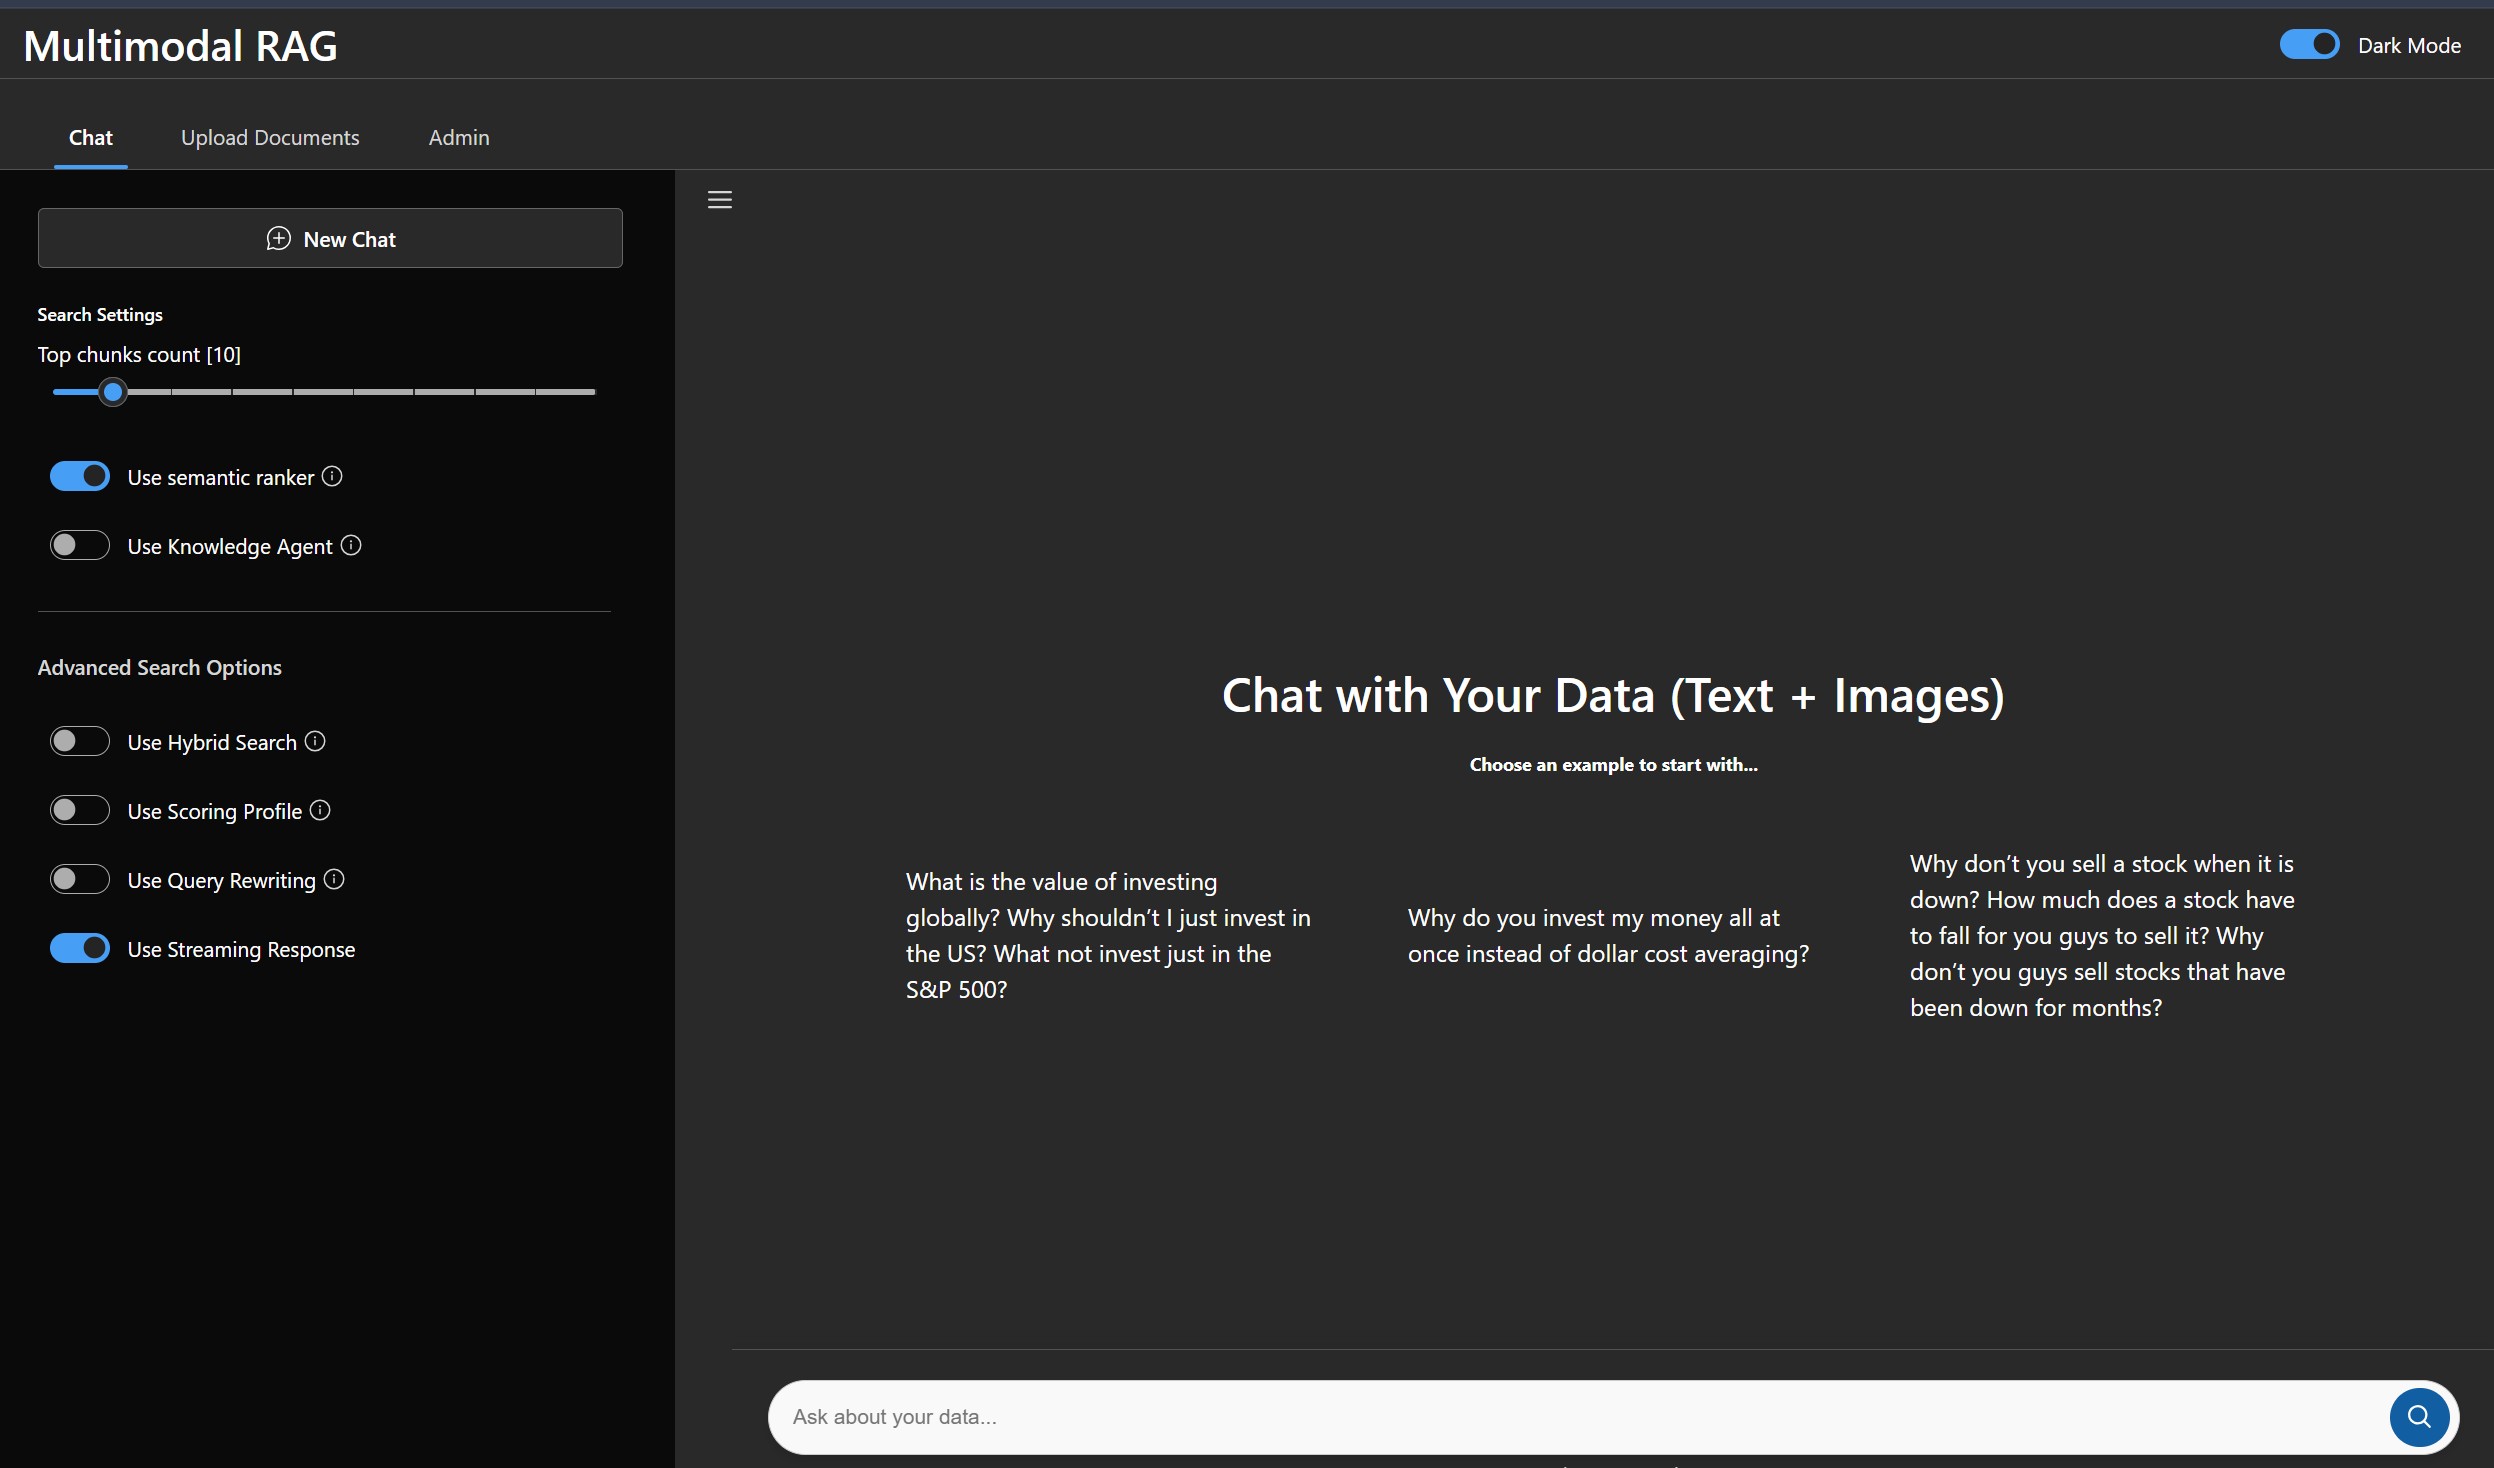 Multimodal RAG
Dark Mode
Chat
Upload Documents
Admin
New Chat
Search Settings
Top chunks count [10]
Use semantic ranker
Use Knowledge Agent
Advanced Search Options
Use Hybrid Search
Use Scoring Profile
Use Query Rewriting
Use Streaming Response
Chat with Your Data (Text + Images)
Choose an example to start with...
What is the value of investing
globally? Why shouldn’t I just invest in
the US? What not invest just in the
S&P 500?
Why do you invest my money all at
once instead of dollar cost averaging?
Why don’t you sell a stock when it is
down? How much does a stock have
to fall for you guys to sell it? Why
don’t you guys sell stocks that have
been down for months?
Ask about your data...